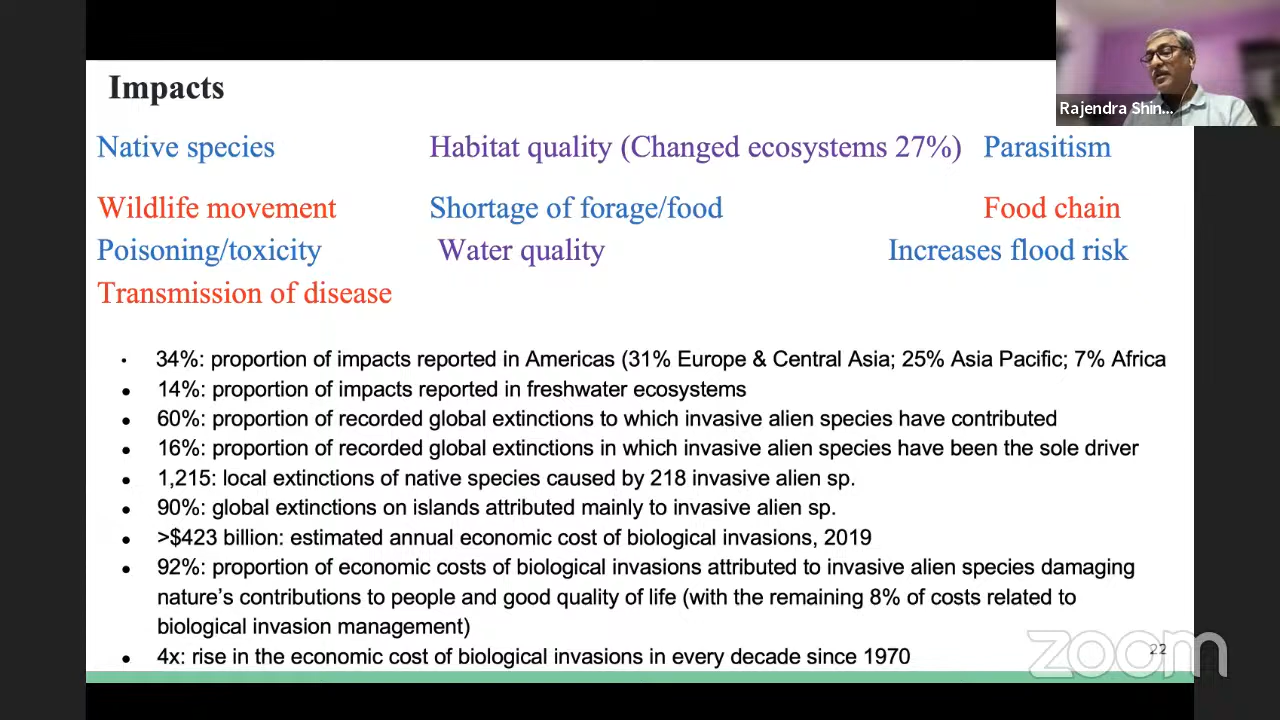 Impacts
Rajendra Shin...
Native species Habitat quality (Changed ecosystems 27%) Parasitism
Wildlife movement Shortage of forage/food Food chain
Poisoning/toxicity Water quality Increases flood risk
Transmission of disease
• 34%: proportion of impacts reported in Americas (31% Europe & Central Asia; 25% Asia Pacific; 7% Africa
• 14%: proportion of impacts reported in freshwater ecosystems
• 60%: proportion of recorded global extinctions to which invasive alien species have contributed
• 16%: proportion of recorded global extinctions in which invasive alien species have been the sole driver
• 1,215: local extinctions of native species caused by 218 invasive alien sp.
• 90%: global extinctions on islands attributed mainly to invasive alien sp.
• >$423 billion: estimated annual economic cost of biological invasions, 2019
• 92%: proportion of economic costs of biological invasions attributed to invasive alien species damaging
nature's contributions to people and good quality of life (with the remaining 8% of costs related to
biological invasion management)
• 4x: rise in the economic cost of biological invasions in every decade since 1970
22
zoom